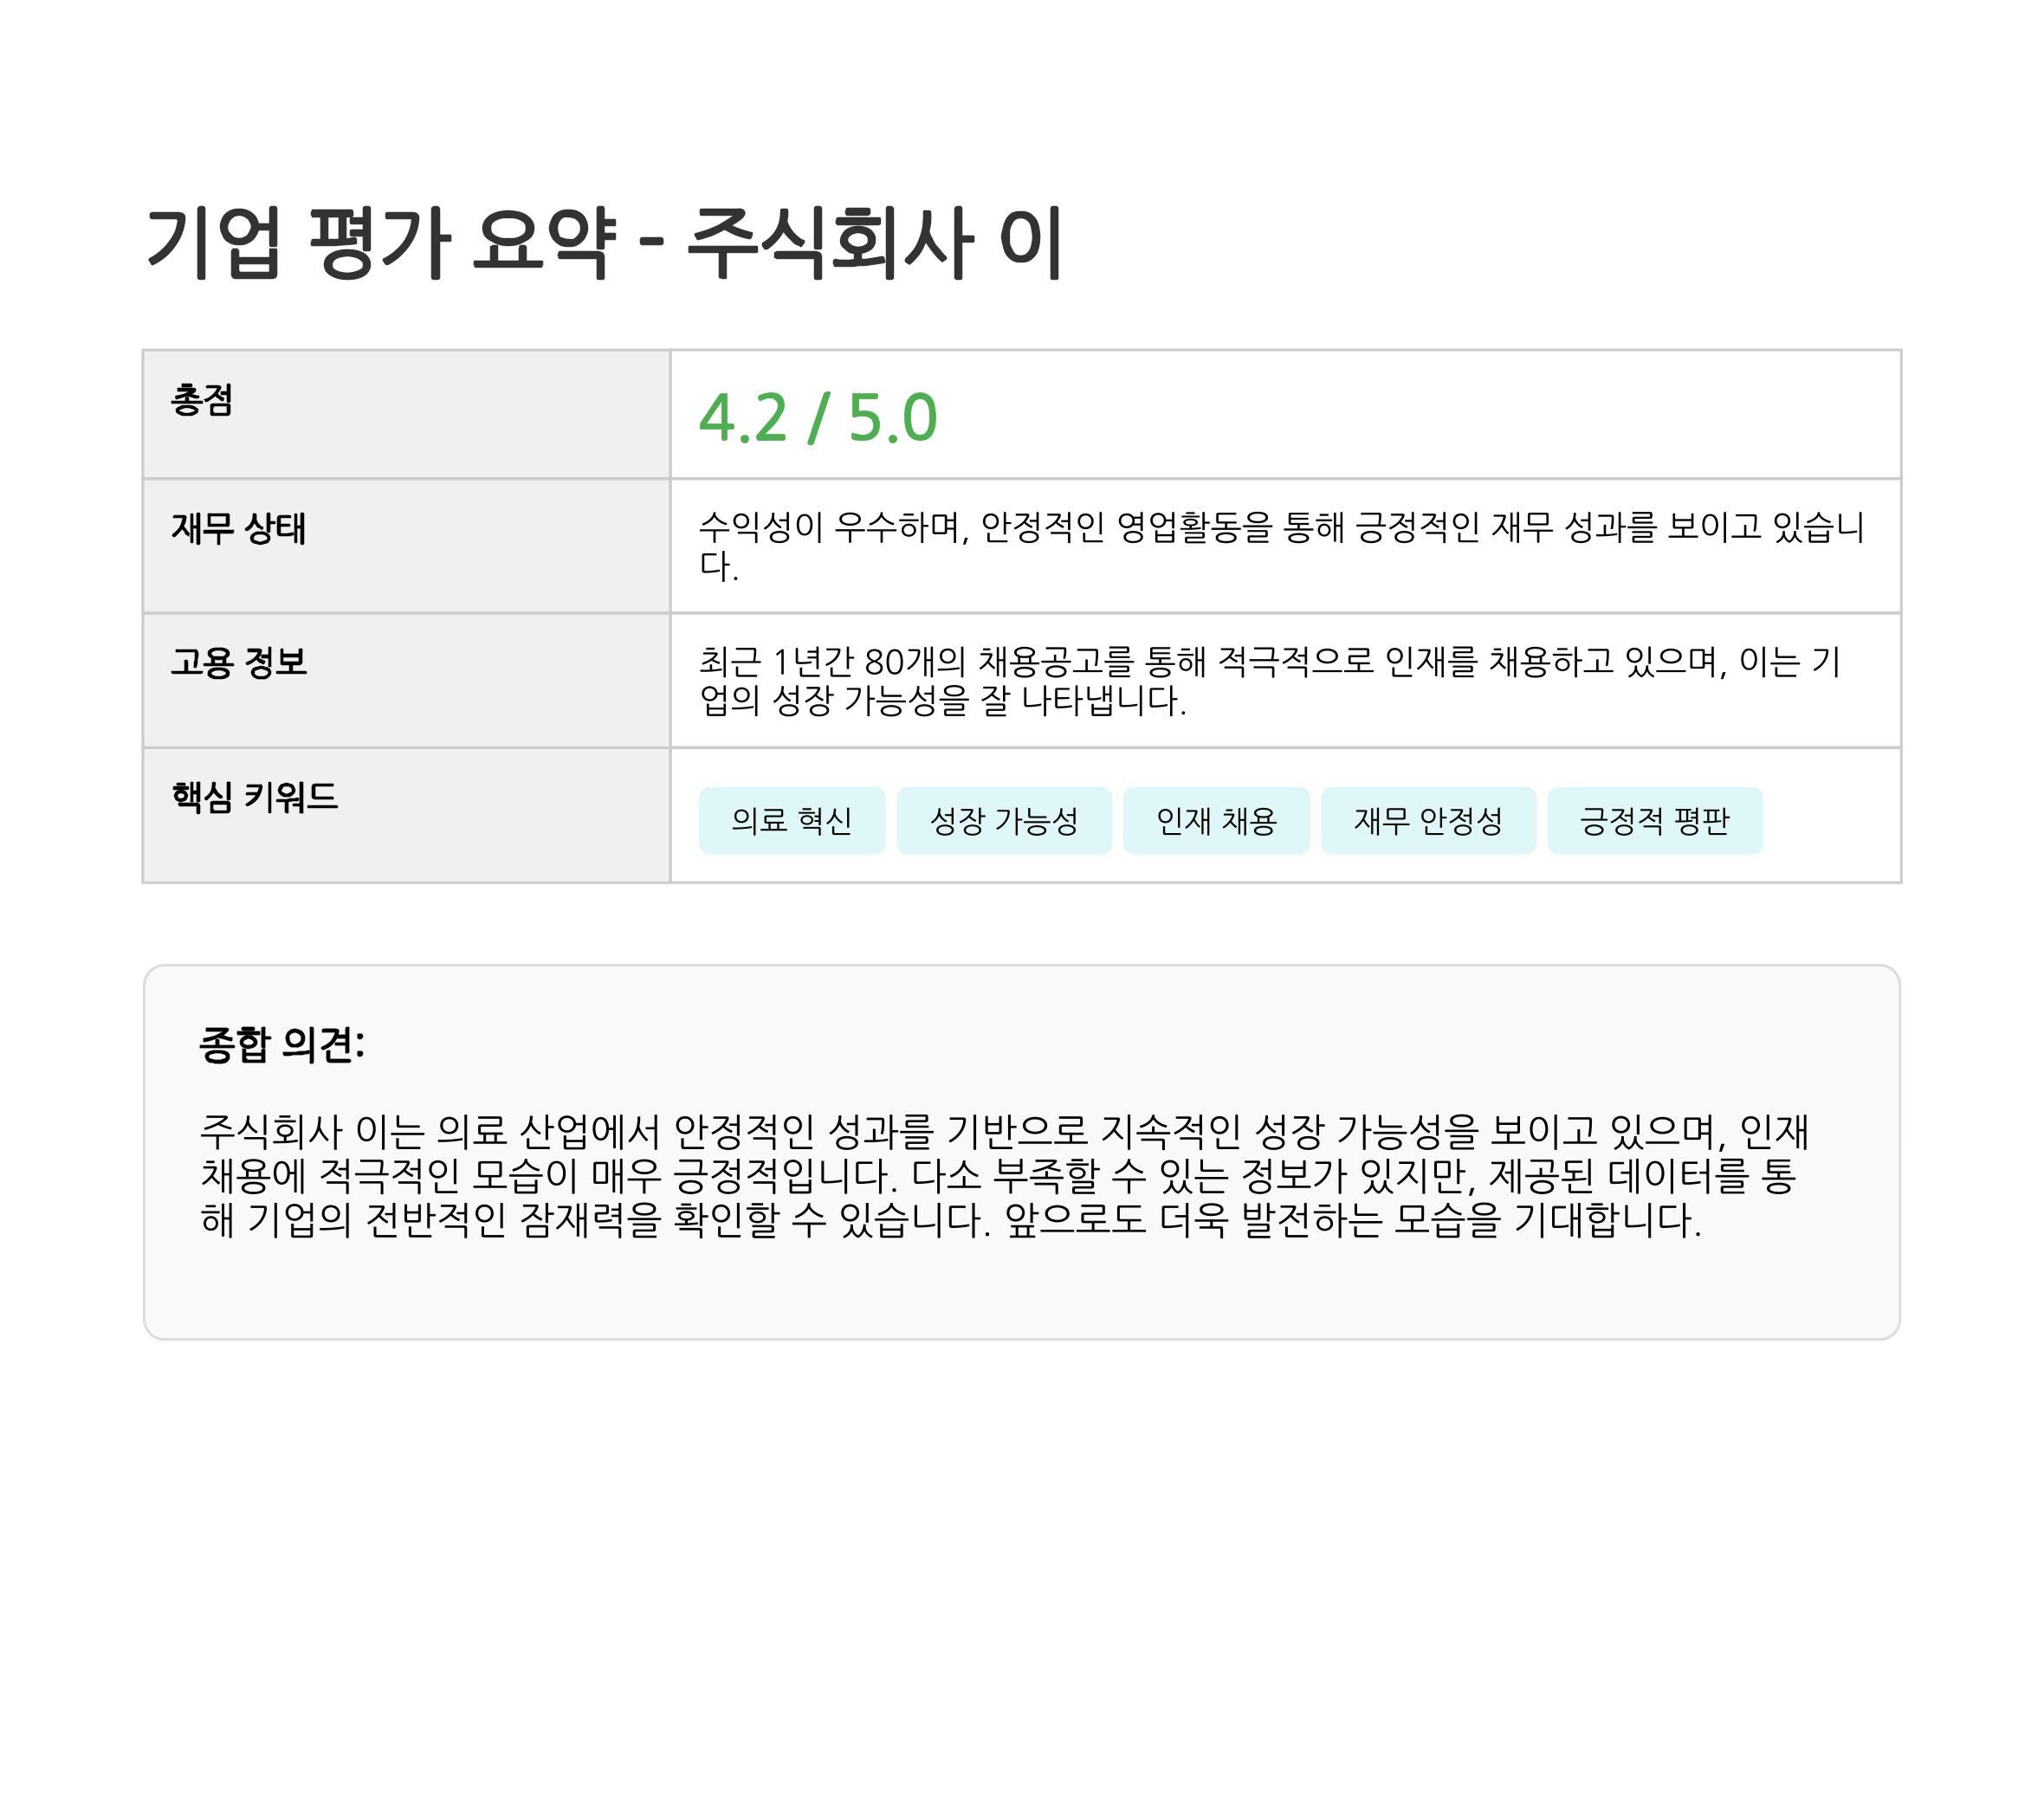 기업 평가 요약 - 주식회사 이
총점
4.2 / 5.0
재무 상태
수익성이 우수하며, 안정적인 영업활동을 통해 긍정적인 재무 성과를 보이고 있습니
다.
고용 정보
최근 1년간 80개의 채용공고를 통해 적극적으로 인재를 채용하고 있으며, 이는 기
업의 성장 가능성을 잘 나타냅니다.
핵심 키워드
의료 혁신 성장 가능성 인재 채용 재무 안정성 긍정적 평판
종합 의견:
주식회사 이는 의료 산업에서 안정적인 성과를 기반으로 지속적인 성장 가능성을 보이고 있으며, 인재
채용에 적극적인 모습이 매우 긍정적입니다. 다소 부족할 수 있는 정보가 있지만, 제공된 데이터를 통
해 기업의 전반적인 잠재력을 확인할 수 있습니다. 앞으로도 더욱 발전하는 모습을 기대합니다.